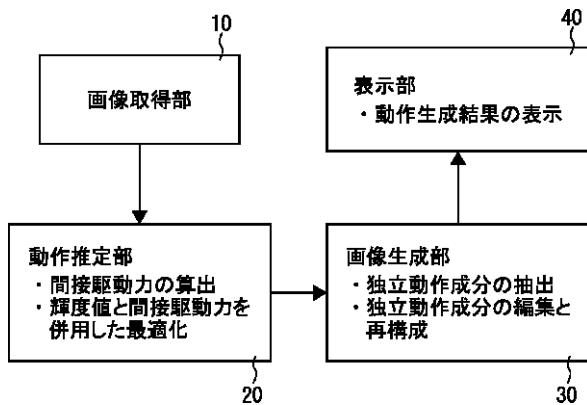 10
画像取得部
40
表示部
・動作生成結果の表示
動作推定部
・間接駆動力の算出
・輝度値と間接駆動力を
併用した最適化
20
画像生成部
・独立動作成分の抽出
・独立動作成分の編集と
再構成
30